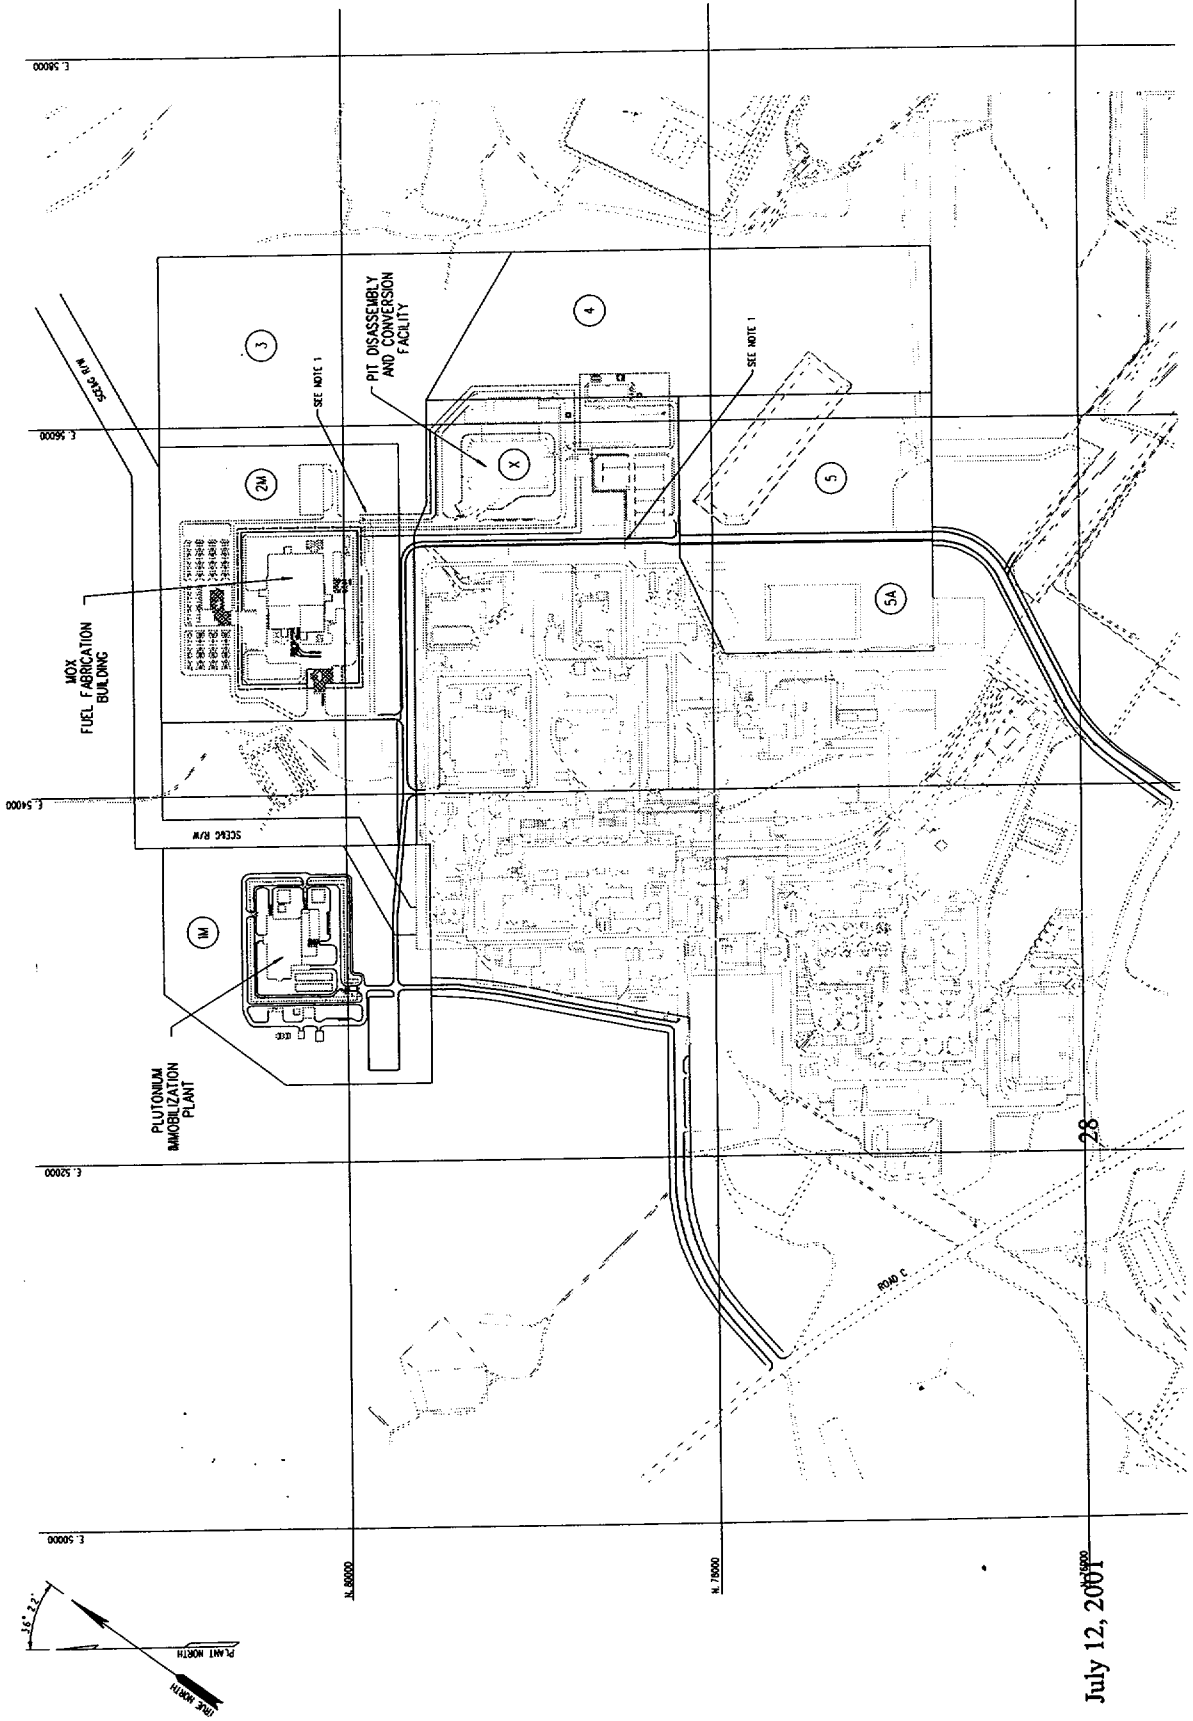 E. 58000
E. 56000
E. 54000
E. 52000
E. 50000
N. 80000
N. 78000
N. 76000
SCE&G R/W
3
SEE NOTE 1
PIT DISASSEMBLY
AND CONVERSION
FACILITY
4
SEE NOTE 1
2M
X
5
5A
MOX
FUEL FABRICATION
BUILDING
SCE&G R/W
1M
PLUTONIUM
IMMOBILIZATION
PLANT
ROAD C
36° 22'
PLANT NORTH
TRUE NORTH
28
July 12, 2001